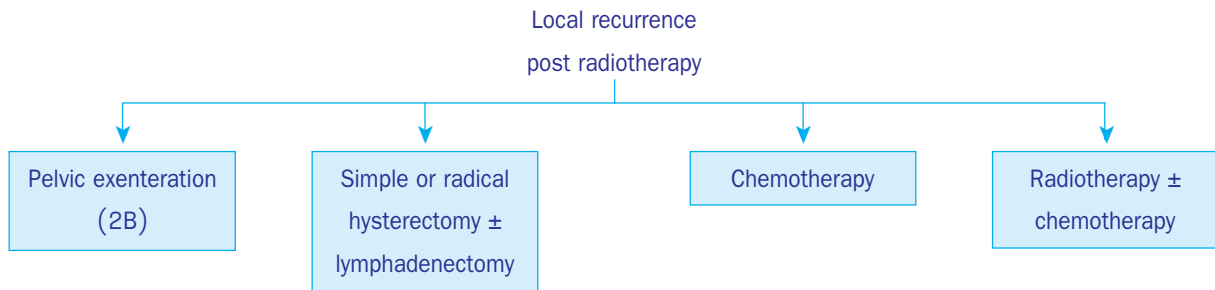 Local recurrence
post radiotherapy
Pelvic exenteration
(2B)
Simple or radical
hysterectomy ±
lymphadenectomy
Chemotherapy
Radiotherapy ±
chemotherapy